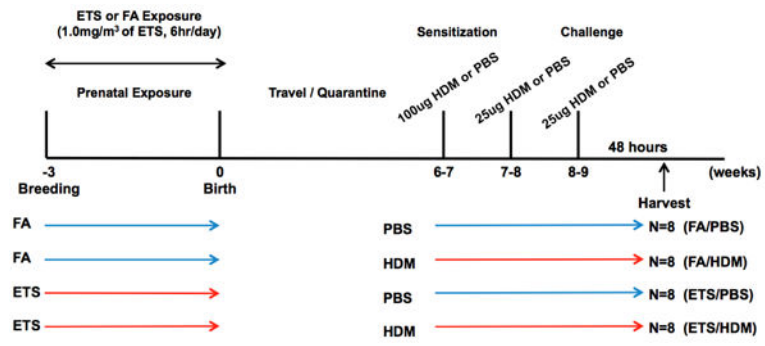 ETS or FA Exposure
(1.0mg/m³ of ETS, 6hr/day)
Sensitization
Challenge
Prenatal Exposure
Travel / Quarantine
100ug HDM or PBS
25ug HDM or PBS
25ug HDM or PBS
48 hours
-3
0
6-7
7-8
8-9
(weeks)
Breeding
Birth
Harvest
FA
PBS
N=8 (FA/PBS)
FA
HDM
N=8 (FA/HDM)
ETS
PBS
N=8 (ETS/PBS)
ETS
HDM
N=8 (ETS/HDM)